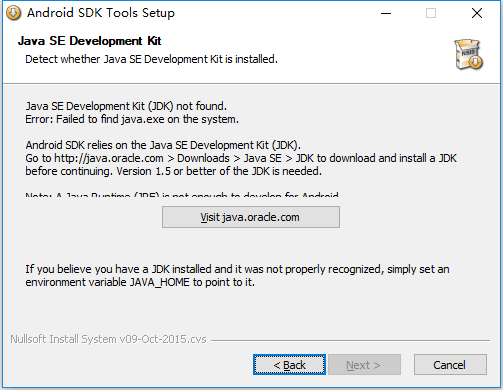 Android SDK Tools Setup
Java SE Development Kit
Detect whether Java SE Development Kit is installed.
NSIS
Java SE Development Kit (JDK) not found.
Error: Failed to find java.exe on the system.
Android SDK relies on the Java SE Development Kit (JDK).
Go to http://java.oracle.com > Downloads > Java SE > JDK to download and install a JDK
before continuing. Version 1.5 or better of the JDK is needed.
Note: A Java Runtime (JRE) is not enough to develop for Android
Visit java.oracle.com
If you believe you have a JDK installed and it was not properly recognized, simply set an
environment variable JAVA_HOME to point to it.
Nullsoft Install System v09-Oct-2015.cvs
< Back
Next >
Cancel